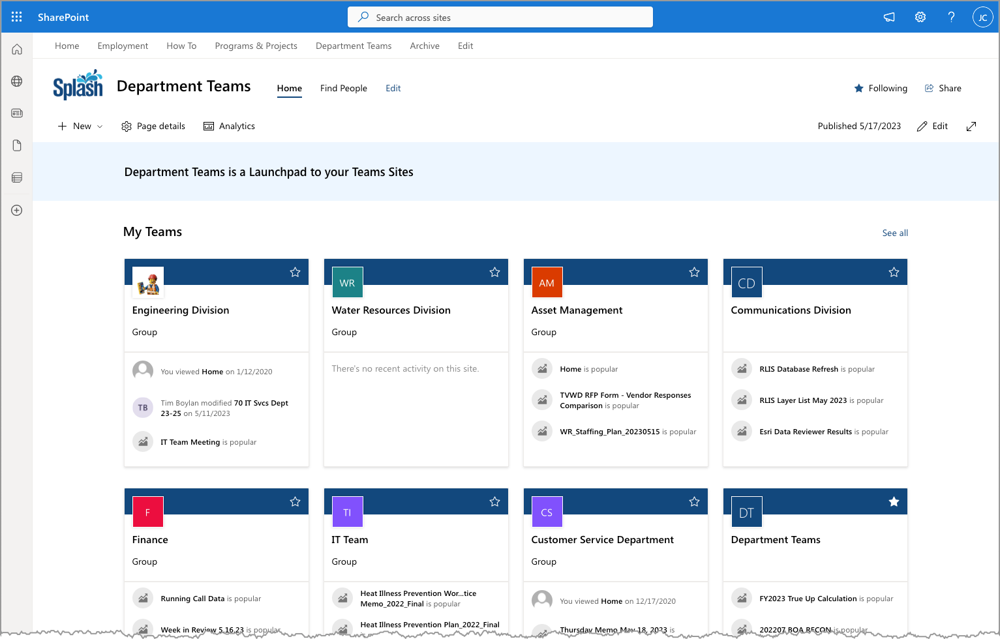 SharePoint
Search across sites
JC
Home Employment How To Programs & Projects Department Teams Archive Edit
Splash
Department Teams
Home Find People Edit
Following Share
New Page details Analytics
Published 5/17/2023 Edit
Department Teams is a Launchpad to your Teams Sites
My Teams
See all
Engineering Division
Group
You viewed Home on 1/12/2020
TB
Tim Boylan modified 70 IT Svcs Dept
23-25 on 5/11/2023
IT Team Meeting is popular
WR
Water Resources Division
Group
There's no recent activity on this site.
AM
Asset Management
Group
Home is popular
TVWD RFP Form - Vendor Responses
Comparison is popular
WR_Staffing_Plan_20230515 is popular
CD
Communications Division
RLIS Database Refresh is popular
RLIS Layer List May 2023 is popular
Esri Data Reviewer Results is popular
F
Finance
Group
Running Call Data is popular
Week in Review 5.16.23 is popular
TI
IT Team
Group
Heat Illness Prevention Wor...tice
Memo_2022_Final is popular
Heat Illness Prevention Plan_2022_Final
CS
Customer Service Department
Group
You viewed Home on 12/17/2020
Thursday Memo May 18, 2023 is
DT
Department Teams
FY2023 True Up Calculation is popular
202207 BOA RECON is popular